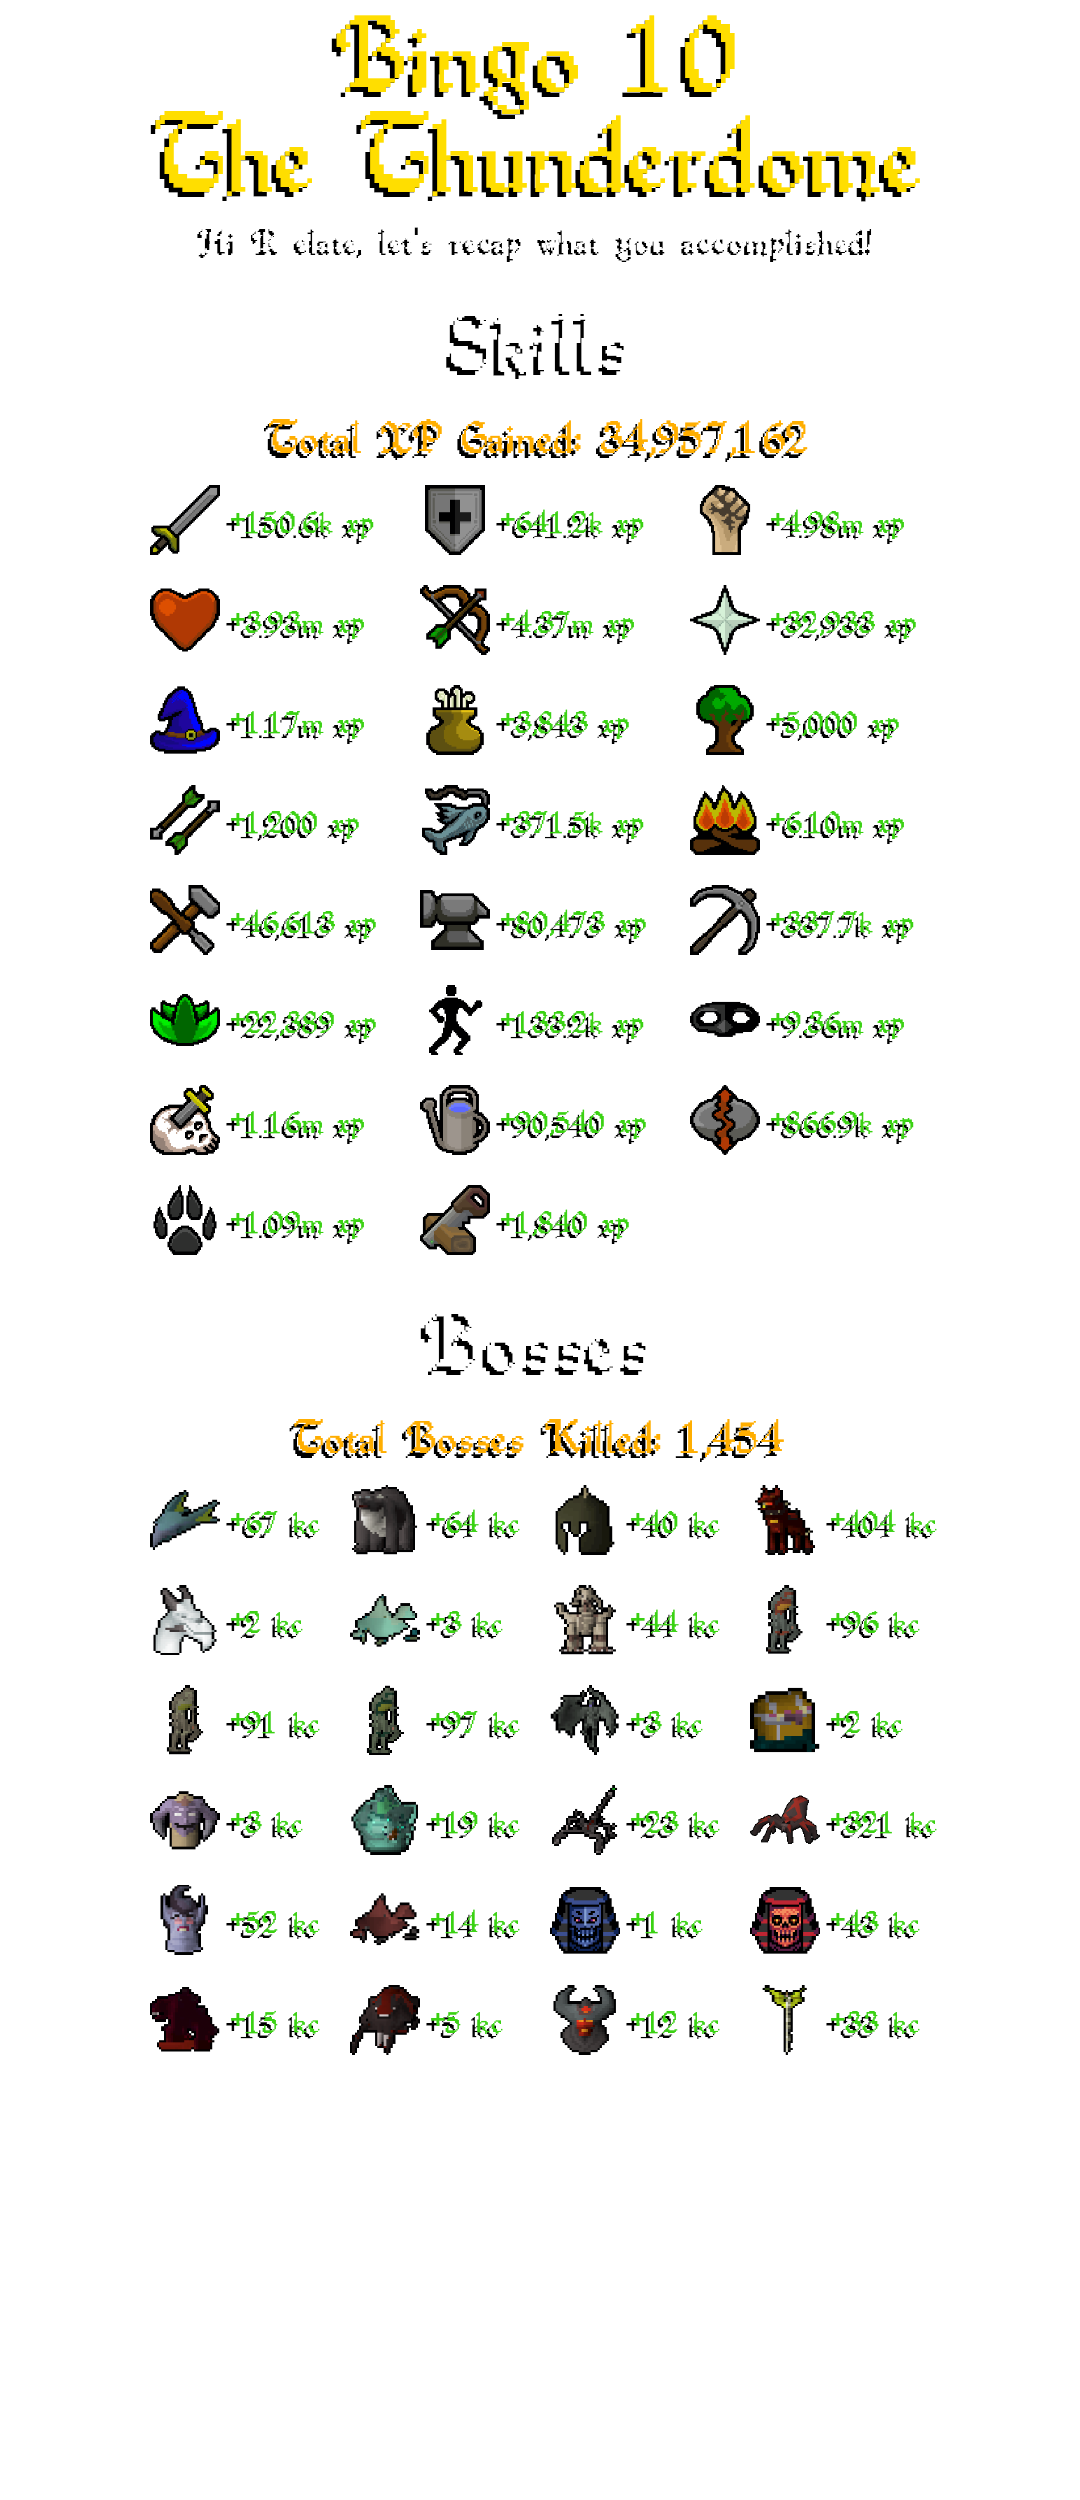 Bingo 10
The Thunderdome
Hi R elate, let's recap what you accomplished!
Skills
Total XP Gained: 34,957,162
+150.6k xp +641.2k xp +4.98m xp
+3.93m xp +4.37m xp +32,933 xp
+1.17m xp +3,843 xp +5,000 xp
+1,200 xp +371.5k xp +6.10m xp
+46,613 xp +80,473 xp +337.7k xp
+22,389 xp +133.2k xp +9.36m xp
+1.16m xp +90,540 xp +866.9k xp
+1.09m xp +1,840 xp
Bosses
Total Bosses Killed: 1,454
+67 kc +64 kc +40 kc +404 kc
+2 kc +3 kc +44 kc +96 kc
+91 kc +97 kc +3 kc +2 kc
+3 kc +19 kc +23 kc +321 kc
+52 kc +14 kc +1 kc +43 kc
+15 kc +5 kc +12 kc +33 kc